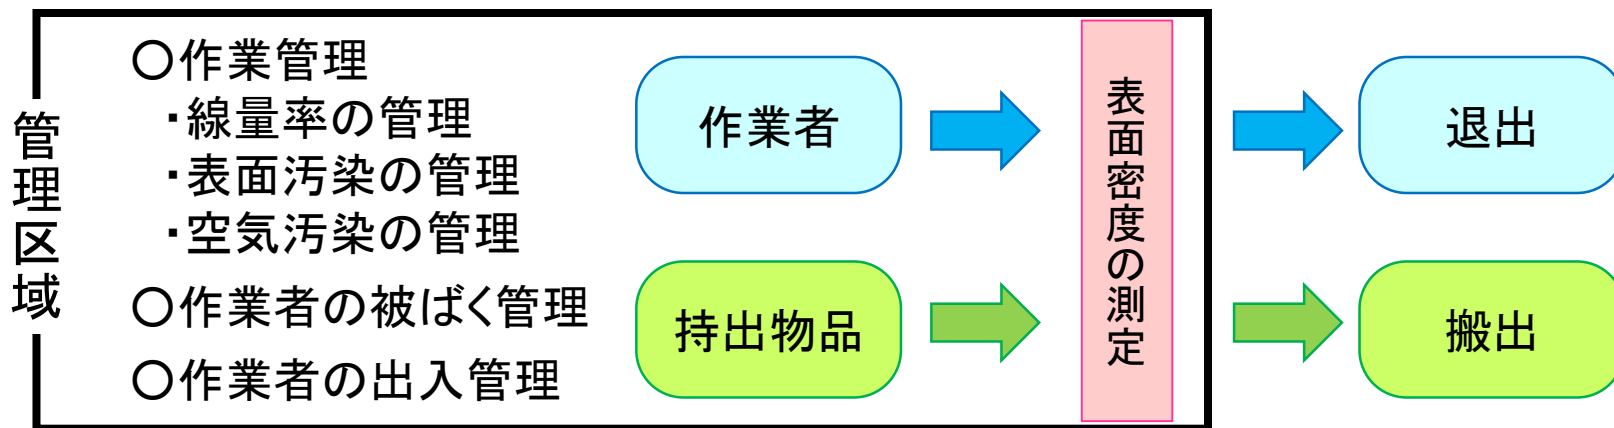 管理区域
○作業管理
・線量率の管理
・表面汚染の管理
・空気汚染の管理
○作業者の被ばく管理
○作業者の出入管理
作業者
持出物品
表面密度の測定
退出
搬出